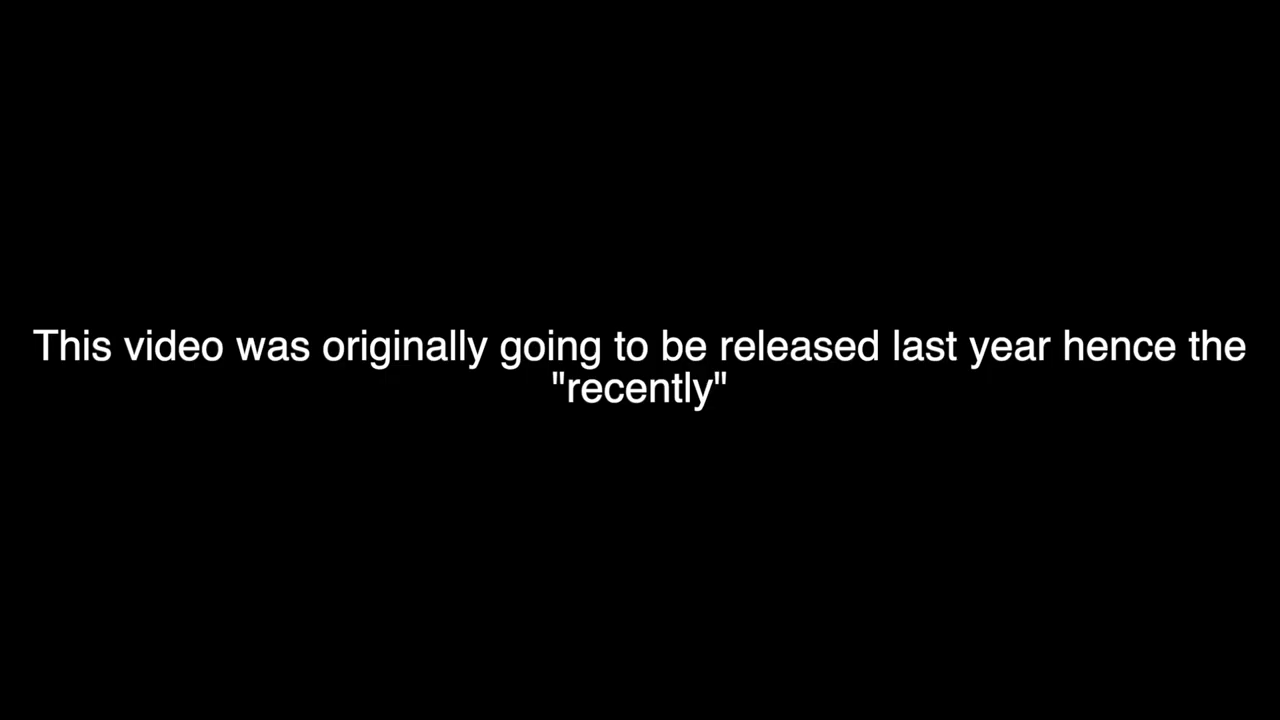 This video was originally going to be released last year hence the
"recently"